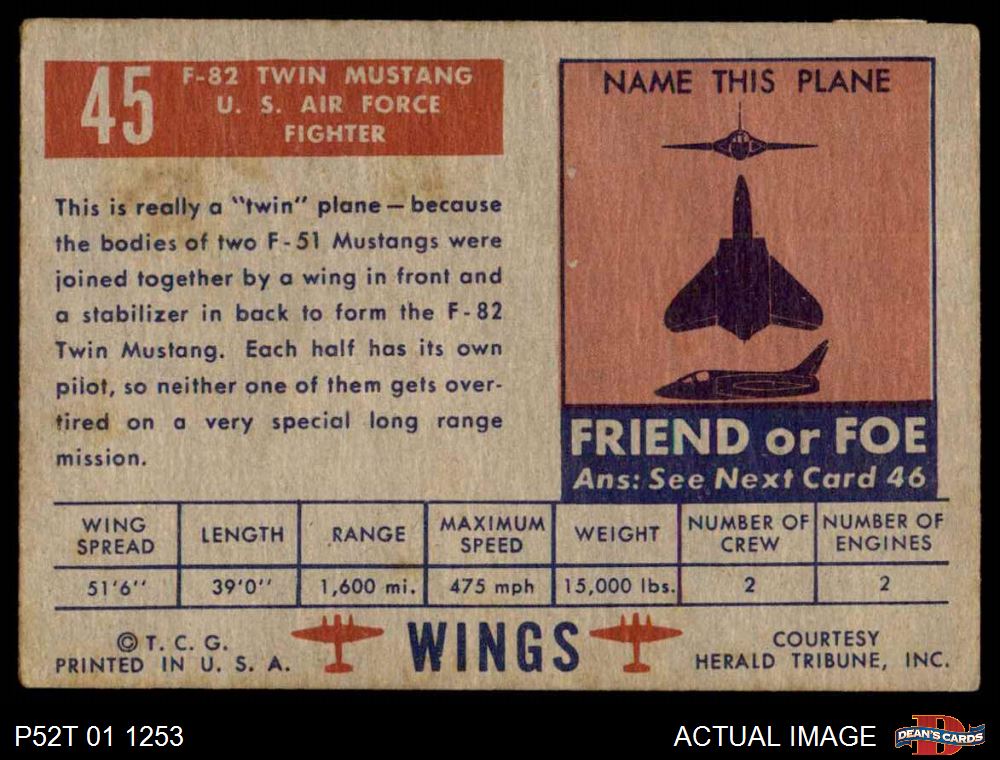 45
F-82 TWIN MUSTANG
U. S. AIR FORCE
FIGHTER
This is really a "twin" plane — because
the bodies of two F-51 Mustangs were
joined together by a wing in front and
a stabilizer in back to form the F-82
Twin Mustang. Each half has its own
pilot, so neither one of them gets over-
tired on a very special long range
mission.
NAME THIS PLANE
FRIEND or FOE
Ans: See Next Card 46
WING SPREAD LENGTH RANGE MAXIMUM SPEED WEIGHT NUMBER OF CREW NUMBER OF ENGINES
51'6" 39'0" 1,600 mi. 475 mph 15,000 lbs. 2 2
© T. C. G.
PRINTED IN U. S. A.
WINGS
COURTESY
HERALD TRIBUNE, INC.
P52T 01 1253
ACTUAL IMAGE
D
DEAN'S CARDS